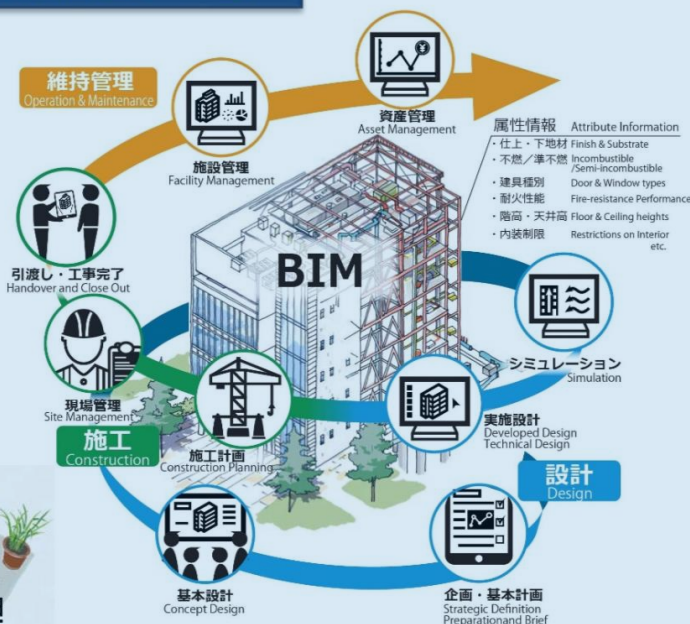 維持管理
Operation & Maintenance
施設管理
Facility Management
資産管理
Asset Management
属性情報 Attribute Information
・仕上・下地材 Finish & Substrate
・不燃／準不燃 Incombustible
/Semi-incombustible
・建具種別 Door & Window types
・耐火性能 Fire-resistance Performance
・階高・天井高 Floor & Ceiling heights
・内装制限 Restrictions on Interior
etc.
BIM
引渡し・工事完了
Handover and Close Out
シミュレーション
Simulation
現場管理
Site Management
施工
Construction
施工計画
Construction Planning
実施設計
Developed Design
Technical Design
設計
Design
基本設計
Concept Design
企画・基本計画
Strategic Definition
Preparationand Brief